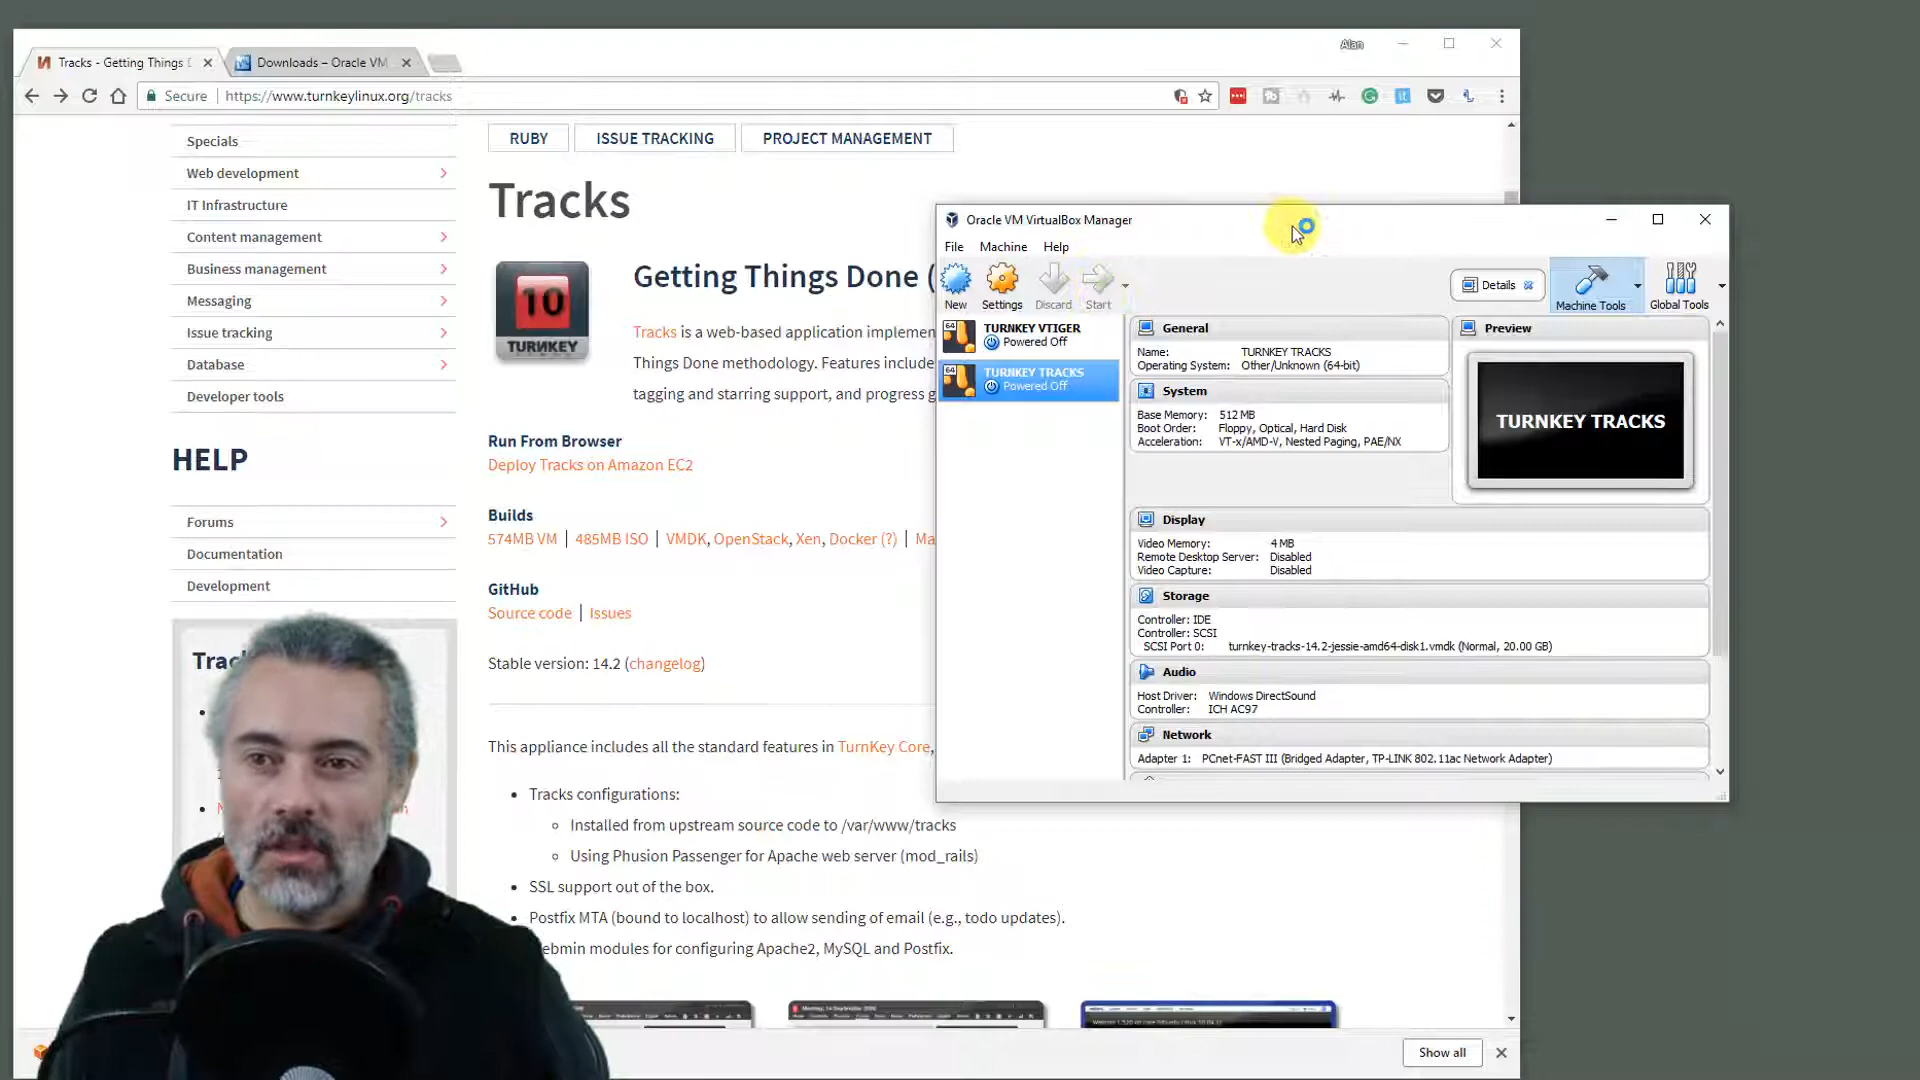 Alan
Tracks - Getting Things D
Downloads – Oracle VM
Secure
https://www.turnkeylinux.org/tracks
Specials
Web development
IT Infrastructure
Content management
Business management
Messaging
Issue tracking
Database
Developer tools
HELP
Forums
Documentation
Development
RUBY
ISSUE TRACKING
PROJECT MANAGEMENT
Tracks
10
TURNKEY
Getting Things Done (
Tracks is a web-based application implemen
Things Done methodology. Features include
tagging and starring support, and progress g
Run From Browser
Deploy Tracks on Amazon EC2
Builds
574MB VM | 485MB ISO | VMDK, OpenStack, Xen, Docker (?) | Ma
GitHub
Source code | Issues
Stable version: 14.2 (changelog)
This appliance includes all the standard features in TurnKey Core,
• Tracks configurations:
Installed from upstream source code to /var/www/tracks
Using Phusion Passenger for Apache web server (mod_rails)
• SSL support out of the box.
• Postfix MTA (bound to localhost) to allow sending of email (e.g., todo updates).
ebmin modules for configuring Apache2, MySQL and Postfix.
Show all
Oracle VM VirtualBox Manager
File Machine Help
New Settings Discard Start
Details
Machine Tools
Global Tools
64
TURNKEY VTIGER
Powered Off
64
TURNKEY TRACKS
Powered Off
General
Name: TURNKEY TRACKS
Operating System: Other/Unknown (64-bit)
System
Base Memory: 512 MB
Boot Order: Floppy, Optical, Hard Disk
Acceleration: VT-x/AMD-V, Nested Paging, PAE/NX
Preview
TURNKEY TRACKS
Display
Video Memory: 4 MB
Remote Desktop Server: Disabled
Video Capture: Disabled
Storage
Controller: IDE
Controller: SCSI
SCSI Port 0: turnkey-tracks-14.2-jessie-amd64-disk1.vmdk (Normal, 20.00 GB)
Audio
Host Driver: Windows DirectSound
Controller: ICH AC97
Network
Adapter 1: PCnet-FAST III (Bridged Adapter, TP-LINK 802.11ac Network Adapter)